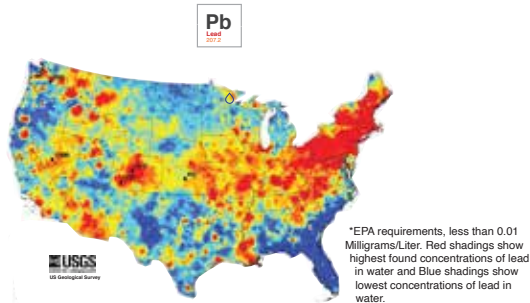 Pb
Lead
207.2
USGS
US Geological Survey
*EPA requirements, less than 0.01
Milligrams/Liter. Red shadings show
highest found concentrations of lead
in water and Blue shadings show
lowest concentrations of lead in
water.